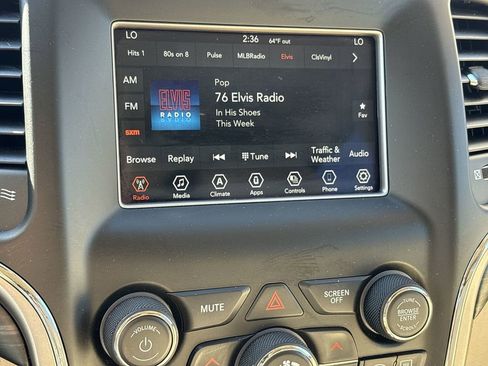 LO 2:36 64°F out LO
Hits 1 80s on 8 Pulse MLBRadio Elvis ClsVinyl
AM
FM
sxm
ELVIS
RADIO
Pop
76 Elvis Radio
In His Shoes
This Week
Fav
Browse Replay Tune Traffic & Weather Audio
Radio Media Climate Apps Controls Phone Settings
MUTE
SCREEN OFF
VOLUME
TUNE
BROWSE
ENTER
SCROLL